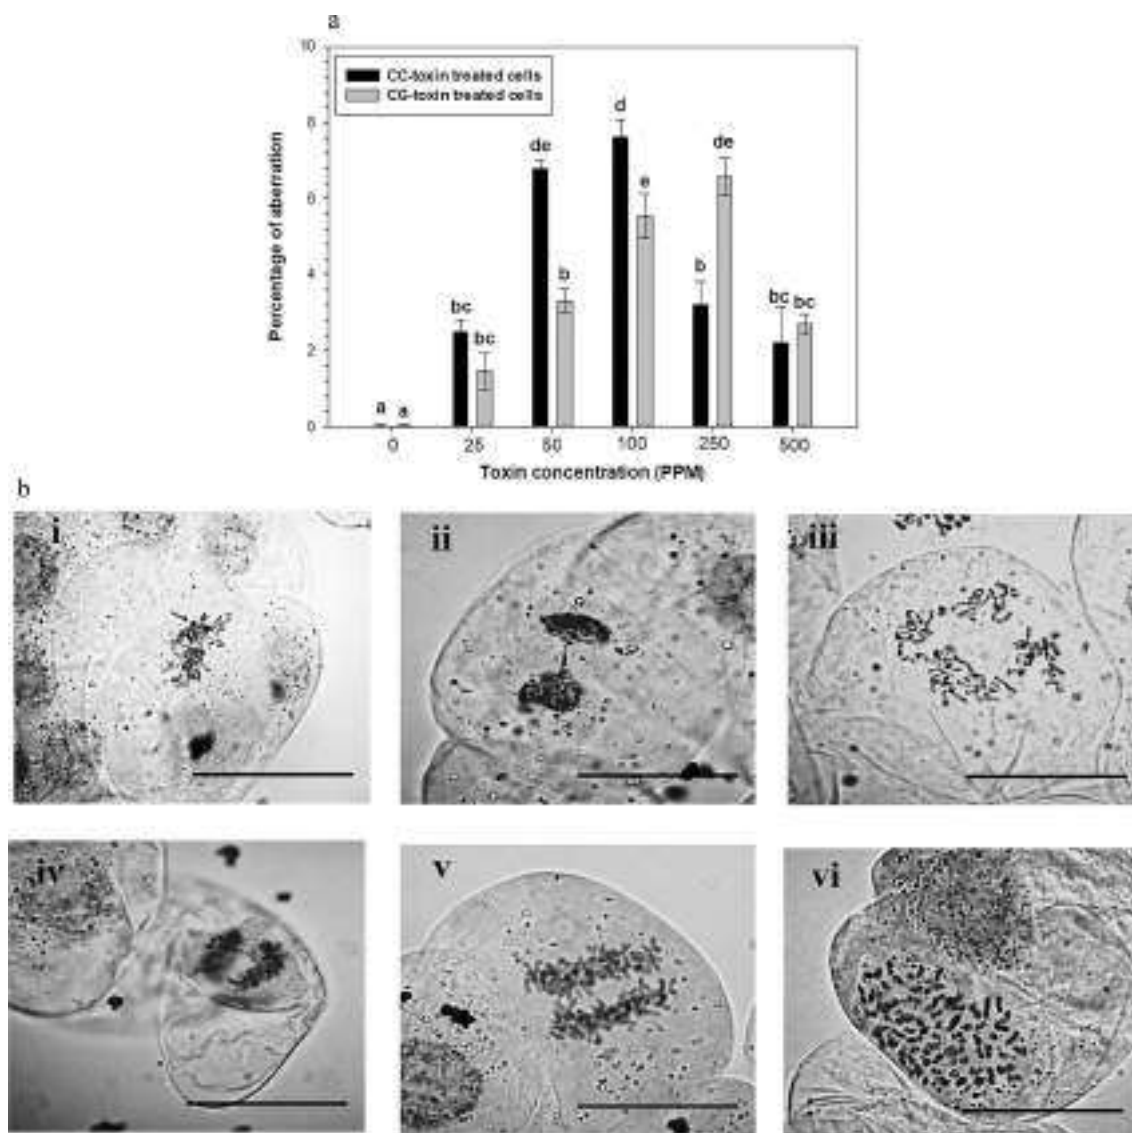 a
10
CC-toxin treated cells
CG-toxin treated cells
8
6
4
2
0
Percentage of aberration
a a bc bc de b d e b de bc bc
0 25 50 100 250 500
Toxin concentration (PPM)
b
i ii iii
iv v vi